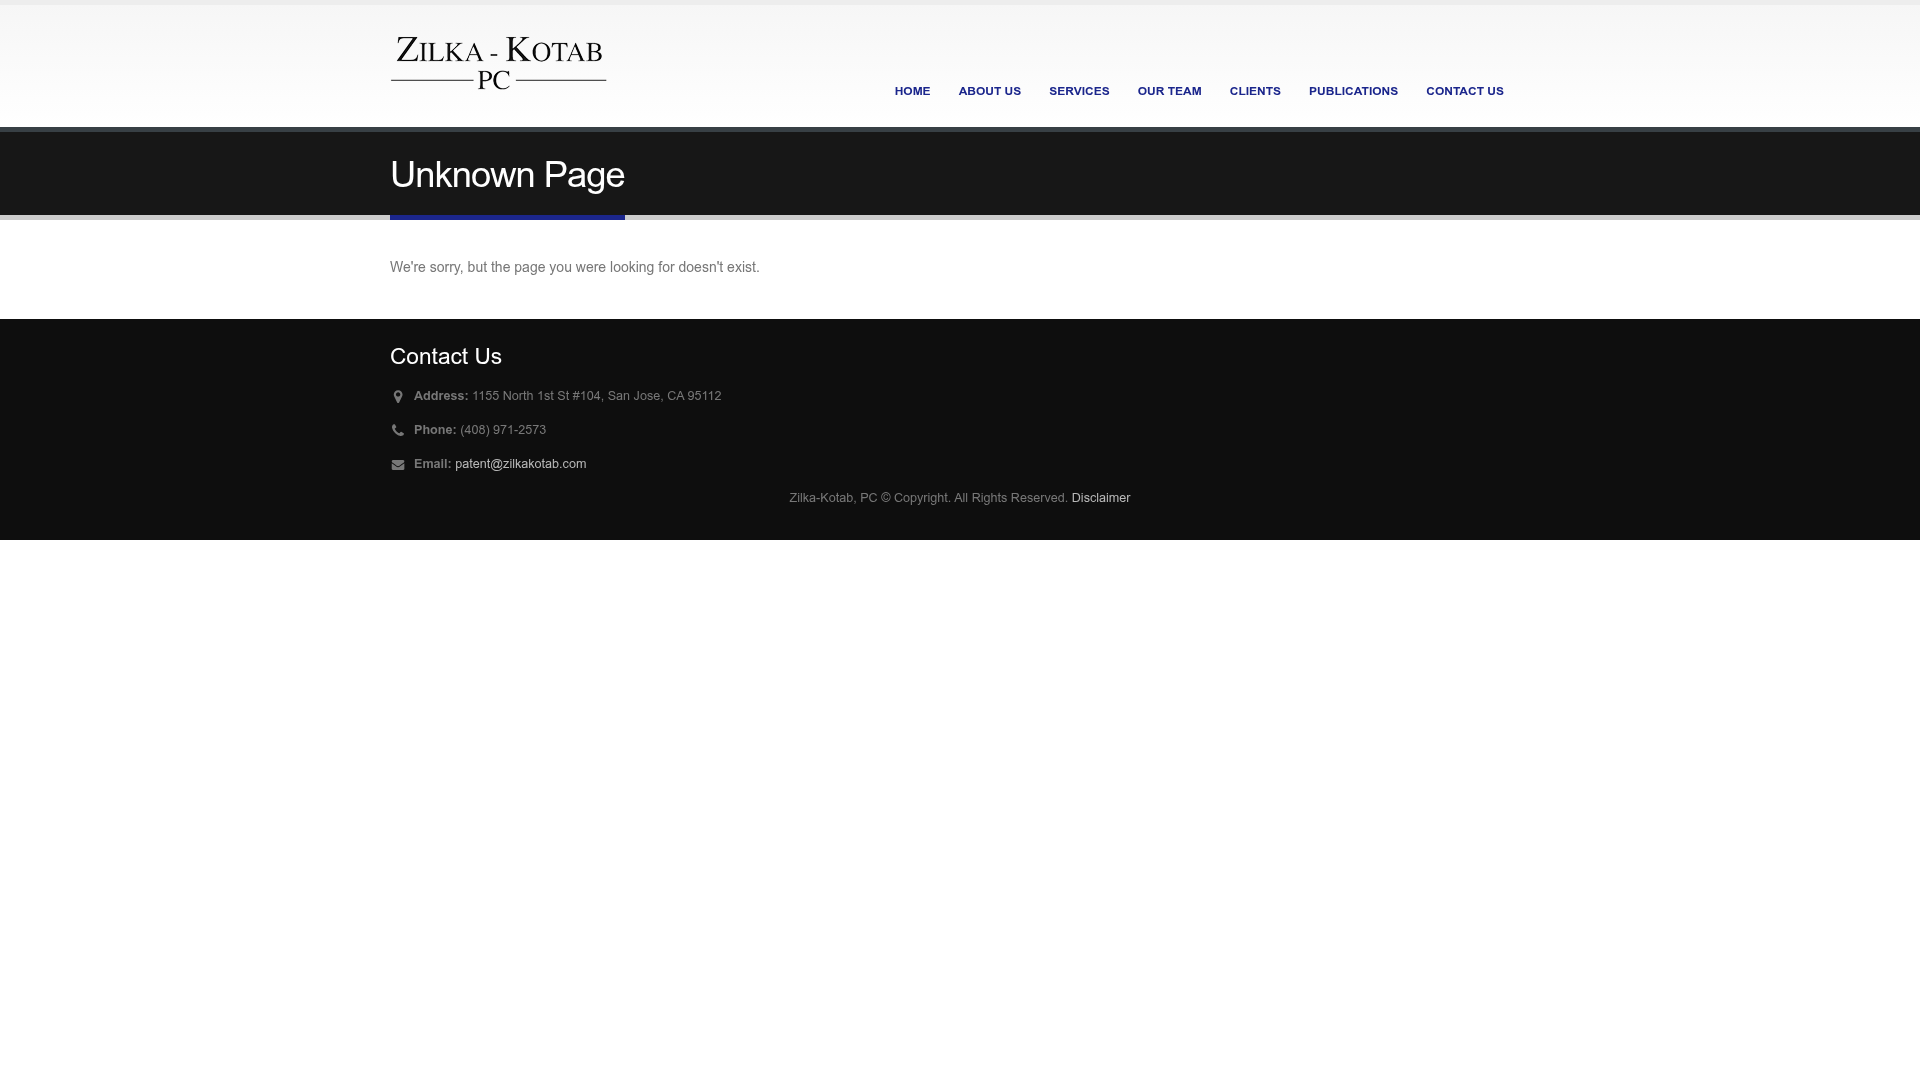 ZILKA - KOTAB
PC
HOME ABOUT US SERVICES OUR TEAM CLIENTS PUBLICATIONS CONTACT US
Unknown Page
We're sorry, but the page you were looking for doesn't exist.
Contact Us
Address: 1155 North 1st St #104, San Jose, CA 95112
Phone: (408) 971-2573
Email: patent@zilkakotab.com
Zilka-Kotab, PC © Copyright. All Rights Reserved. Disclaimer